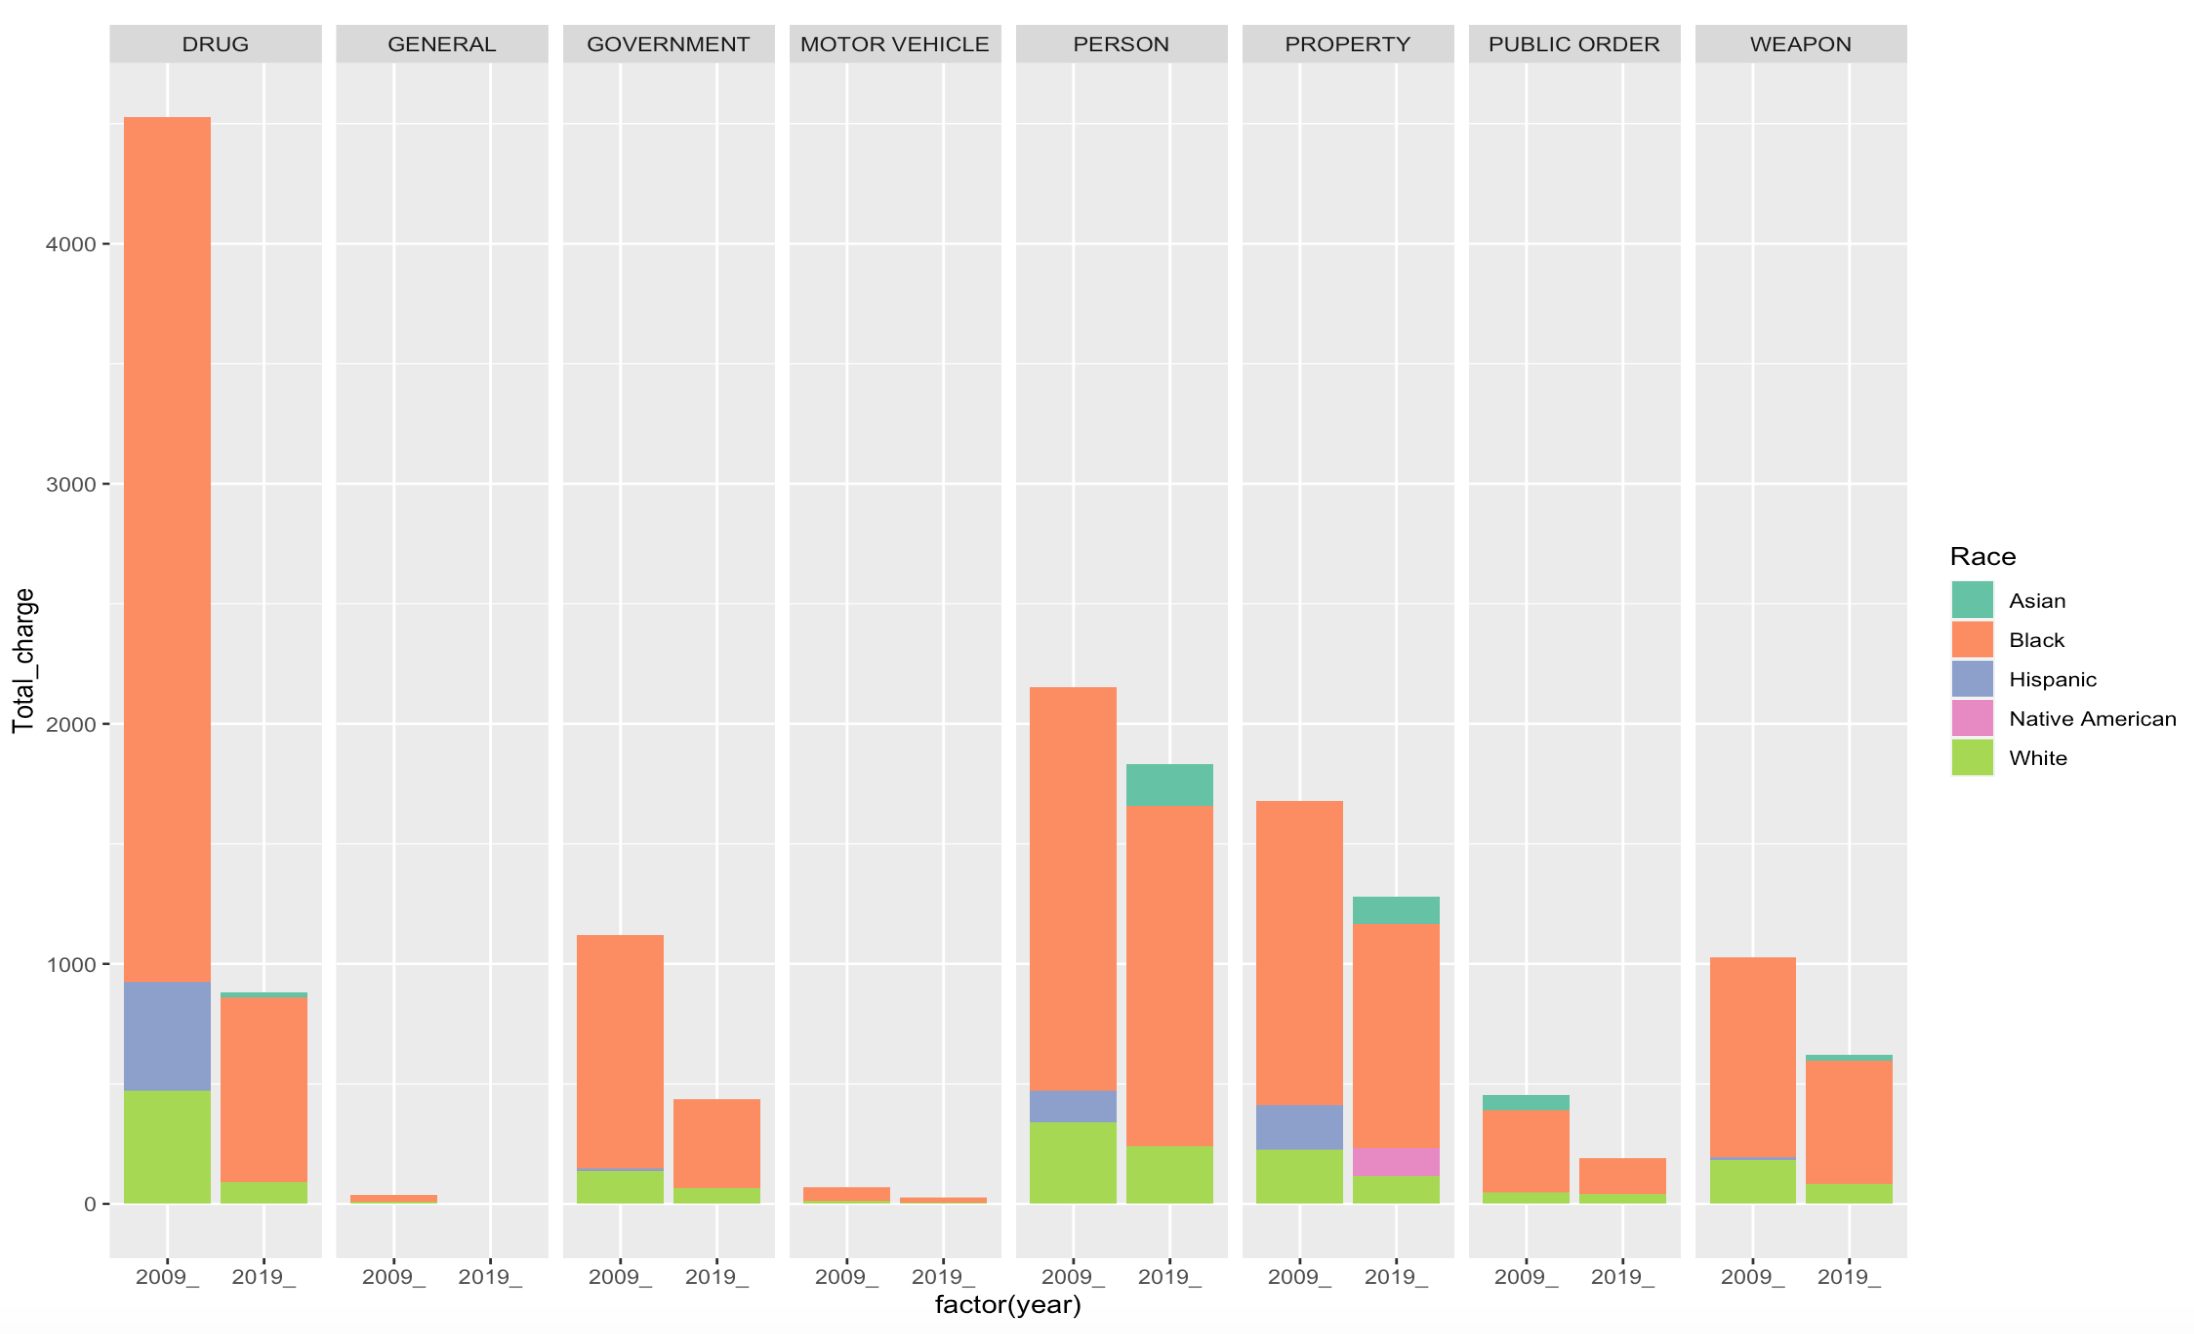 DRUG GENERAL GOVERNMENT MOTOR VEHICLE PERSON PROPERTY PUBLIC ORDER WEAPON
4000
3000
2000
1000
0
Total_charge
2009_ 2019_ 2009_ 2019_ 2009_ 2019_ 2009_ 2019_ 2009_ 2019_ 2009_ 2019_ 2009_ 2019_ 2009_ 2019_
factor(year)
Race
Asian
Black
Hispanic
Native American
White